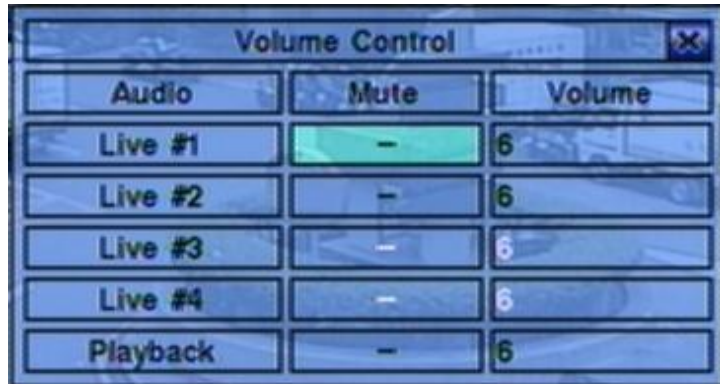 Volume Control
Audio Mute Volume
Live #1 – 6
Live #2 – 6
Live #3 – 6
Live #4 – 6
Playback – 6